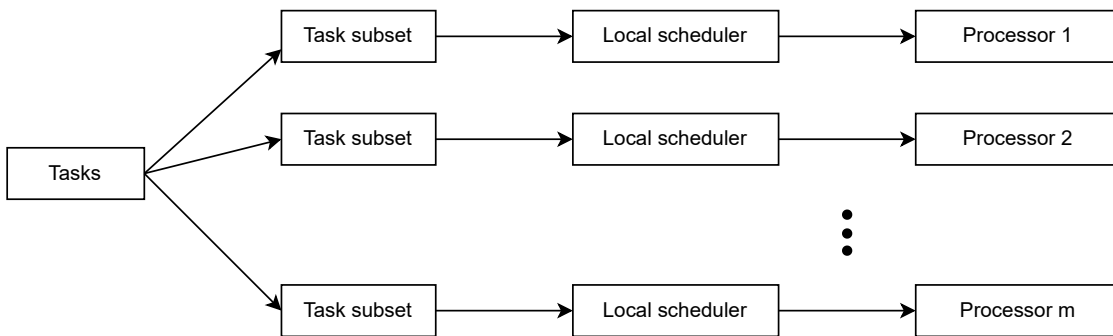 Task subset
Local scheduler
Processor 1
Task subset
Local scheduler
Processor 2
Tasks
Task subset
Local scheduler
Processor m